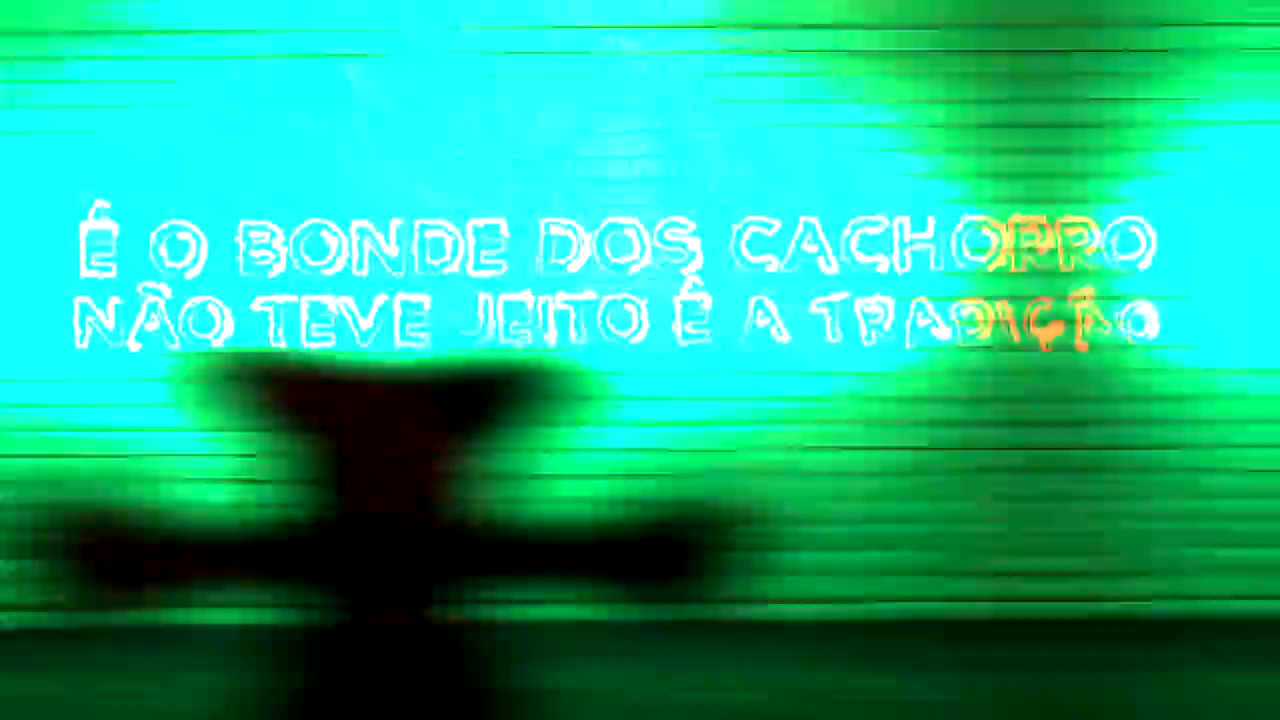 É O BONDE DOS CACHORRO
NÃO TEVE JEITO É A TRADIÇÃO